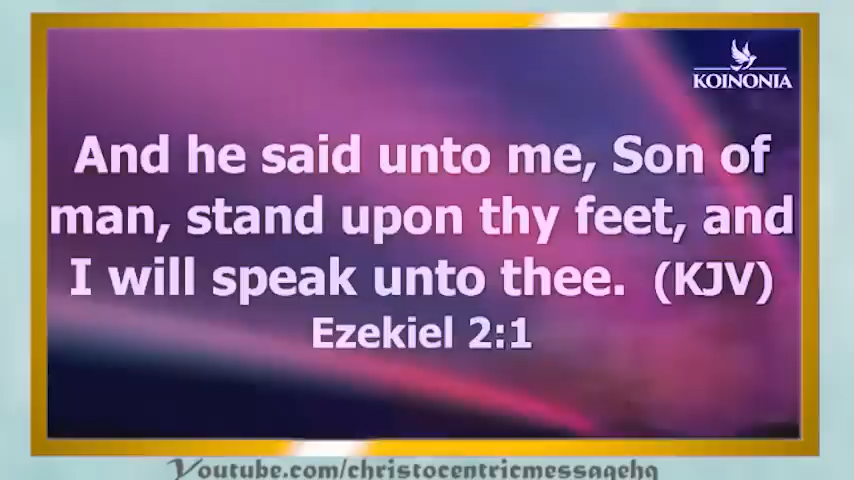 KOINONIA
And he said unto me, Son of
man, stand upon thy feet, and
I will speak unto thee. (KJV)
Ezekiel 2:1
Youtube.com/christocentricmessagehq